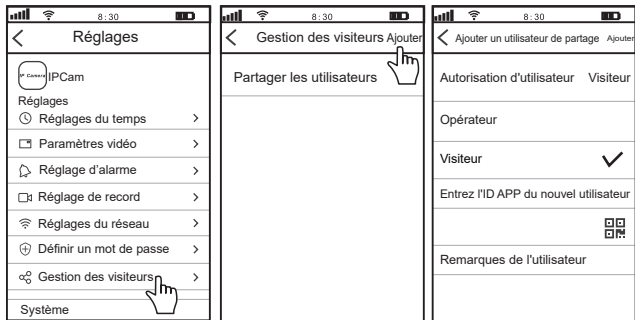 8:30
Réglages
IP Camera
IPCam
Réglages
Réglages du temps
Paramètres vidéo
Réglage d'alarme
Réglage de record
Réglages du réseau
Définir un mot de passe
Gestion des visiteurs
Système
8:30
Gestion des visiteurs Ajouter
Partager les utilisateurs
8:30
Ajouter un utilisateur de partage Ajouter
Autorisation d'utilisateur Visiteur
Opérateur
Visiteur
Entrez l'ID APP du nouvel utilisateur
Remarques de l'utilisateur